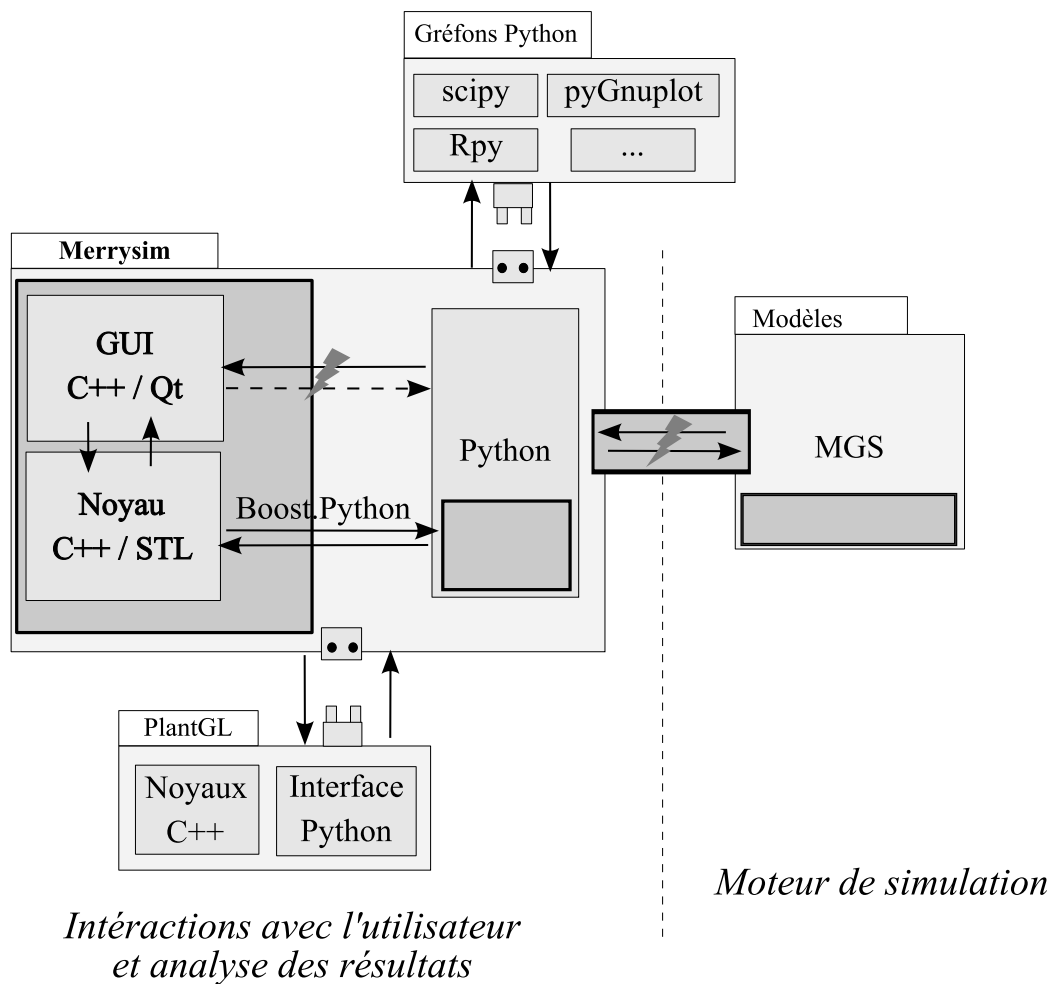 Gréfons Python
scipy
pyGnuplot
Rpy
...
Merrysim
GUI
C++ / Qt
Noyau
C++ / STL
Boost.Python
Python
Modèles
MGS
PlantGL
Noyaux
C++
Interface
Python
Moteur de simulation
Intéractions avec l'utilisateur
et analyse des résultats